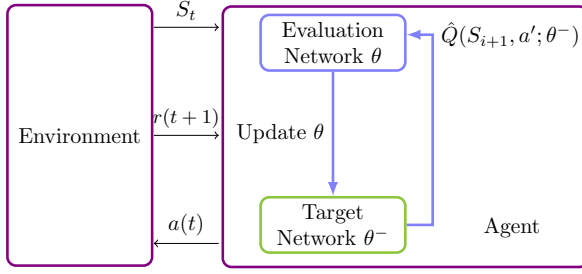 S_t
Evaluation
Network θ
Q̂(S_{i+1}, a′; θ⁻)
Environment
r(t + 1)
Update θ
a(t)
Target
Network θ⁻
Agent